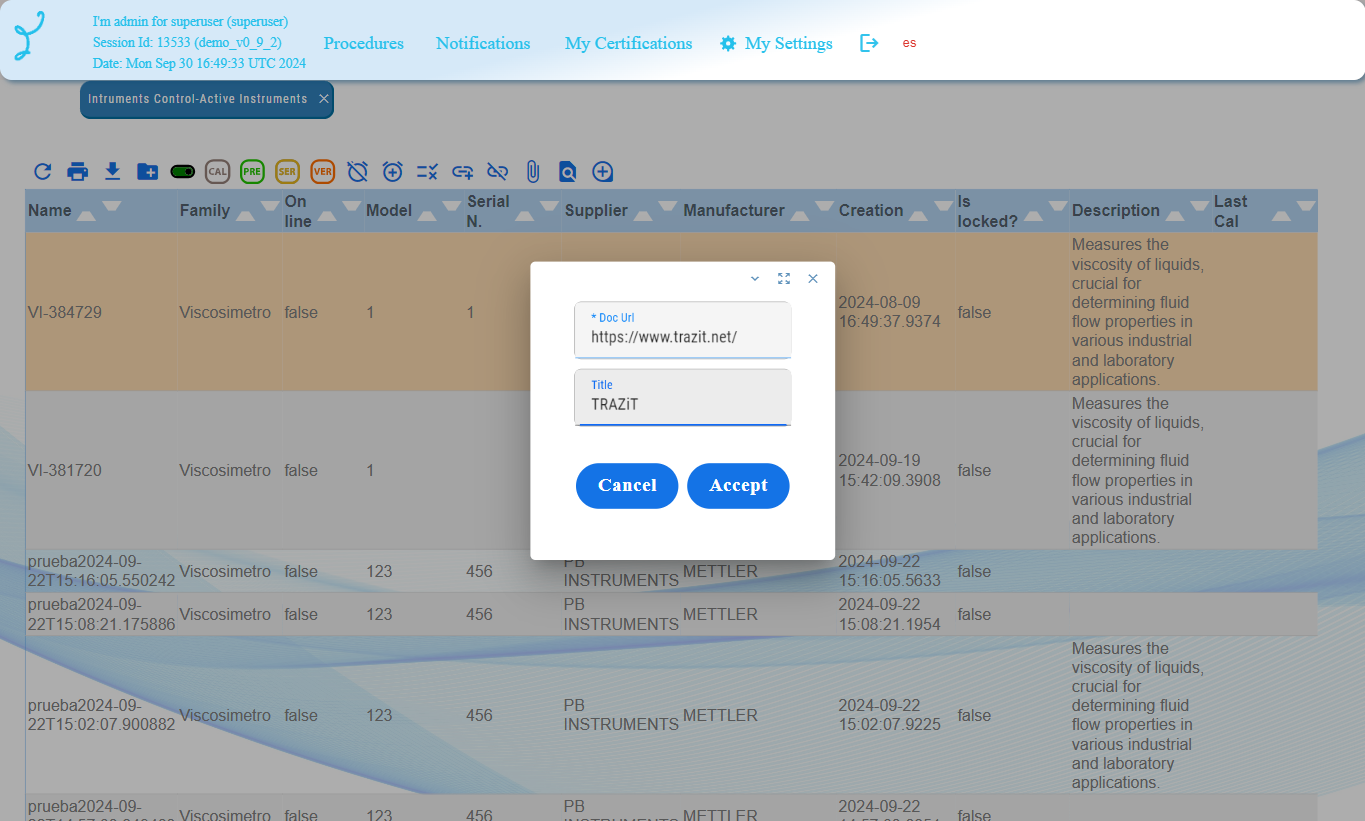 I'm admin for superuser (superuser)
Session Id: 13533 (demo_v0_9_2)
Date: Mon Sep 30 16:49:33 UTC 2024
Procedures
Notifications
My Certifications
My Settings
es
Intruments Control-Active Instruments
CAL
PRE
SER
VER
Name
Family
On
line
Model
Serial
N.
Supplier
Manufacturer
Creation
Is
locked?
Description
Last
Cal
VI-384729
Viscosimetro
false
1
1
2024-08-09
16:49:37.9374
false
Measures the
viscosity of liquids,
crucial for
determining fluid
flow properties in
various industrial
and laboratory
applications.
* Doc Url
https://www.trazit.net/
Title
TRAZiT
Cancel
Accept
VI-381720
Viscosimetro
false
1
2024-09-19
15:42:09.3908
false
Measures the
viscosity of liquids,
crucial for
determining fluid
flow properties in
various industrial
and laboratory
applications.
prueba2024-09-
22T15:16:05.550242
Viscosimetro
false
123
456
PB
INSTRUMENTS
METTLER
2024-09-22
15:16:05.5633
false
prueba2024-09-
22T15:08:21.175886
Viscosimetro
false
123
456
PB
INSTRUMENTS
METTLER
2024-09-22
15:08:21.1954
false
prueba2024-09-
22T15:02:07.900882
Viscosimetro
false
123
456
PB
INSTRUMENTS
METTLER
2024-09-22
15:02:07.9225
false
Measures the
viscosity of liquids,
crucial for
determining fluid
flow properties in
various industrial
and laboratory
applications.
prueba2024-09-
Viscosimetro
false
123
456
PB
INSTRUMENTS
METTLER
2024-09-22
false